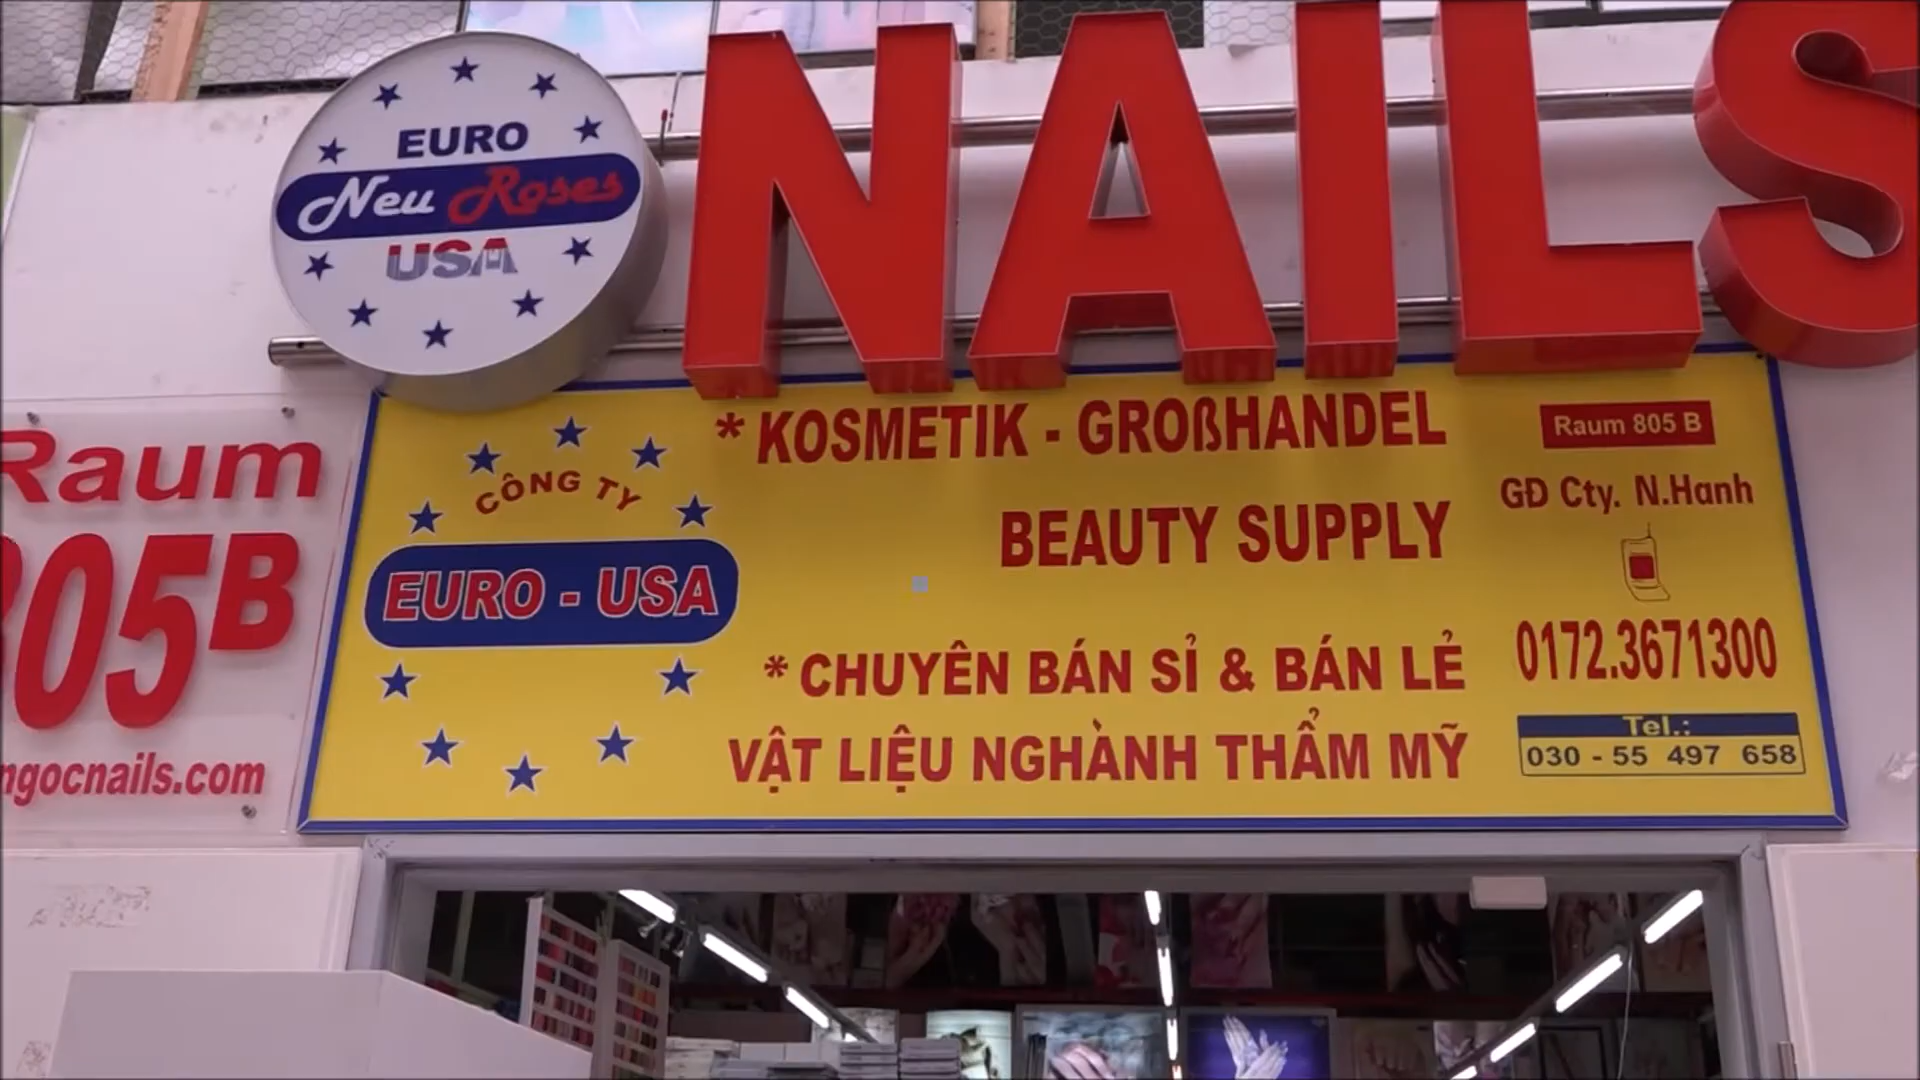 NAILS
EURO
Neu Roses
USA
Raum
805B
ngocnails.com
CÔNG TY
EURO - USA
* KOSMETIK - GROßHANDEL
BEAUTY SUPPLY
* CHUYÊN BÁN SỈ & BÁN LẺ
VẬT LIỆU NGHÀNH THẨM MỸ
Raum 805 B
GĐ Cty. N.Hạnh
0172.3671300
Tel.:
030 - 55 497 658